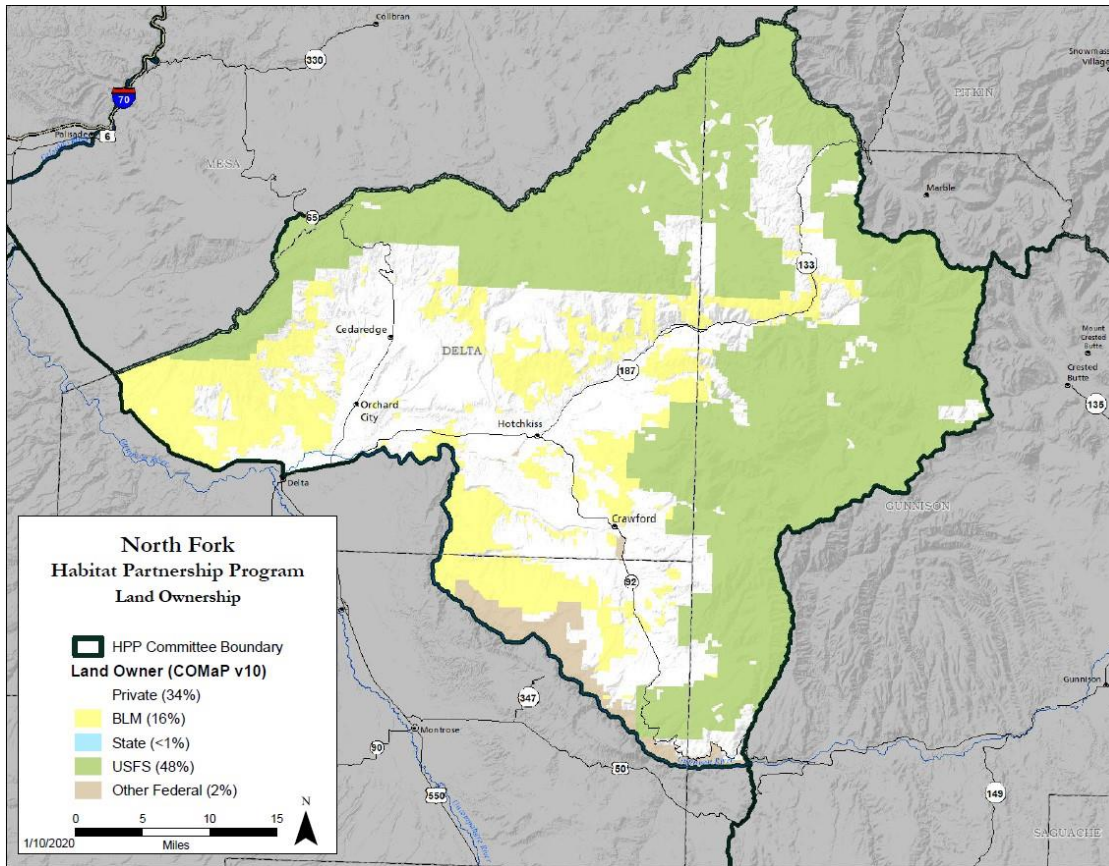 Collbran
330
Snowmass
Village
70
PITKIN
6
Palisade
MESA
Marble
65
133
Mount
Crested
Butte
Cedaredge
DELTA
Crested
Butte
187
135
Orchard
City
Hotchkiss
Delta
GUNNISON
Crawford
92
North Fork
Habitat Partnership Program
Land Ownership
HPP Committee Boundary
Land Owner (COMaP v10)
Private (34%)
BLM (16%)
State (<1%)
USFS (48%)
Other Federal (2%)
N
0 5 10 15
Miles
1/10/2020
347
Gunnison
Montrose
90
50
550
149
SAGUACHE